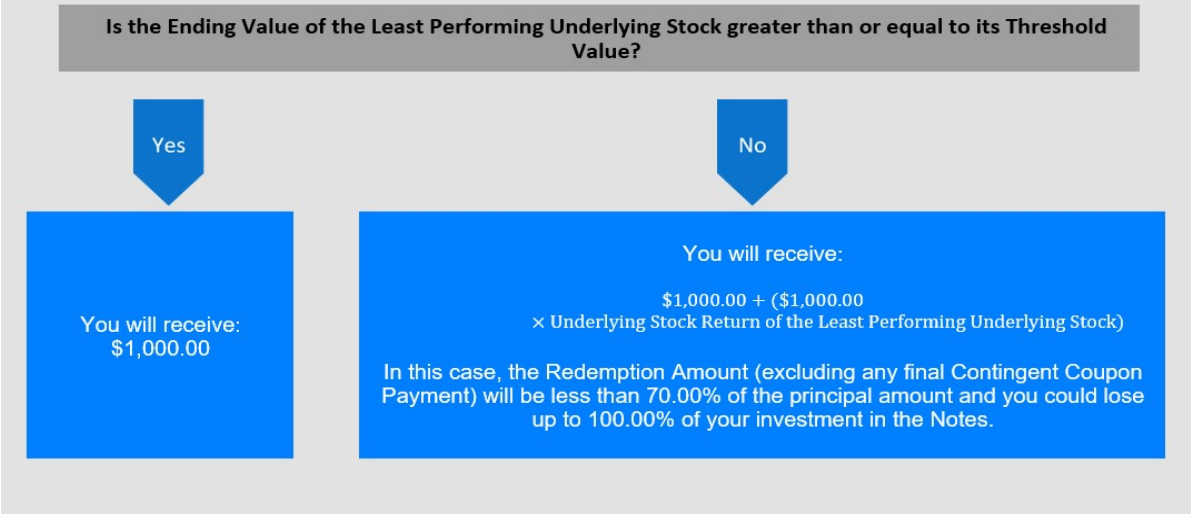 Is the Ending Value of the Least Performing Underlying Stock greater than or equal to its Threshold
Value?
Yes
No
You will receive:
$1,000.00
You will receive:
$1,000.00 + ($1,000.00
× Underlying Stock Return of the Least Performing Underlying Stock)
In this case, the Redemption Amount (excluding any final Contingent Coupon
Payment) will be less than 70.00% of the principal amount and you could lose
up to 100.00% of your investment in the Notes.